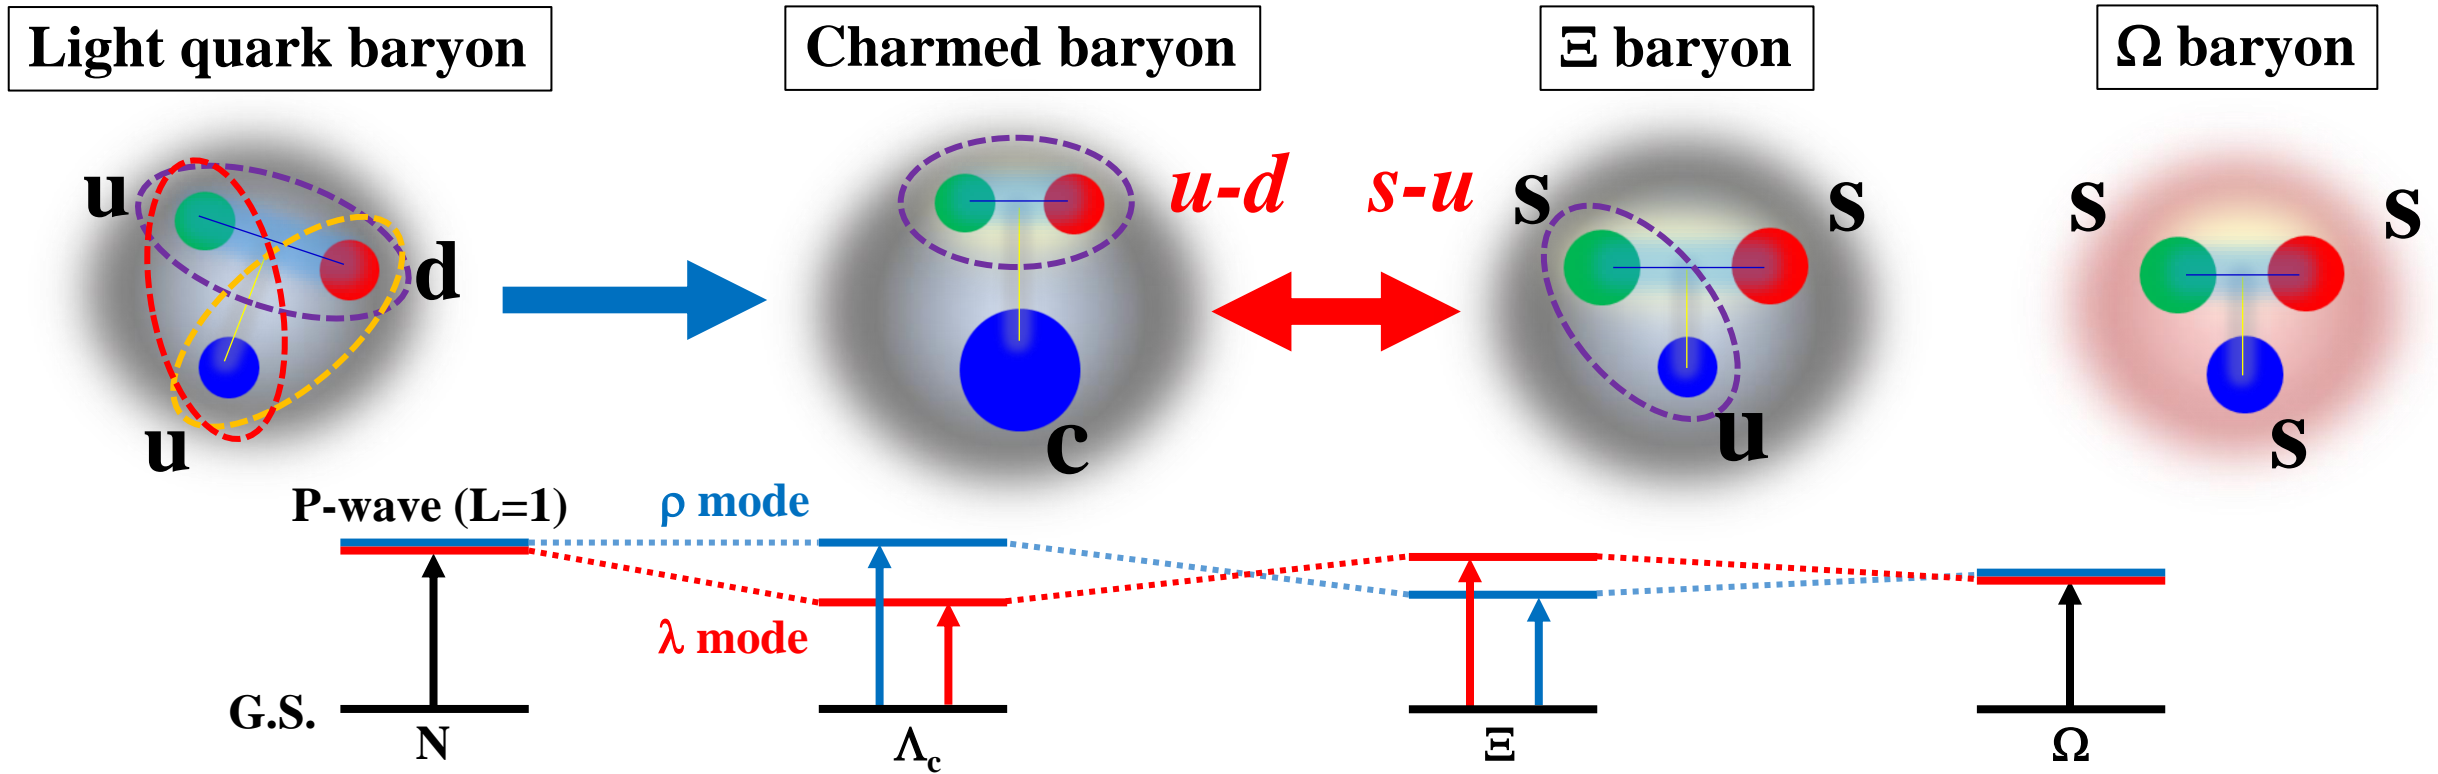 Light quark baryon
Charmed baryon
Ξ baryon
Ω baryon
u
d
u
u-d
s-u
c
s
s
u
s
s
s
P-wave (L=1)
ρ mode
λ mode
G.S.
N
Λc
Ξ
Ω